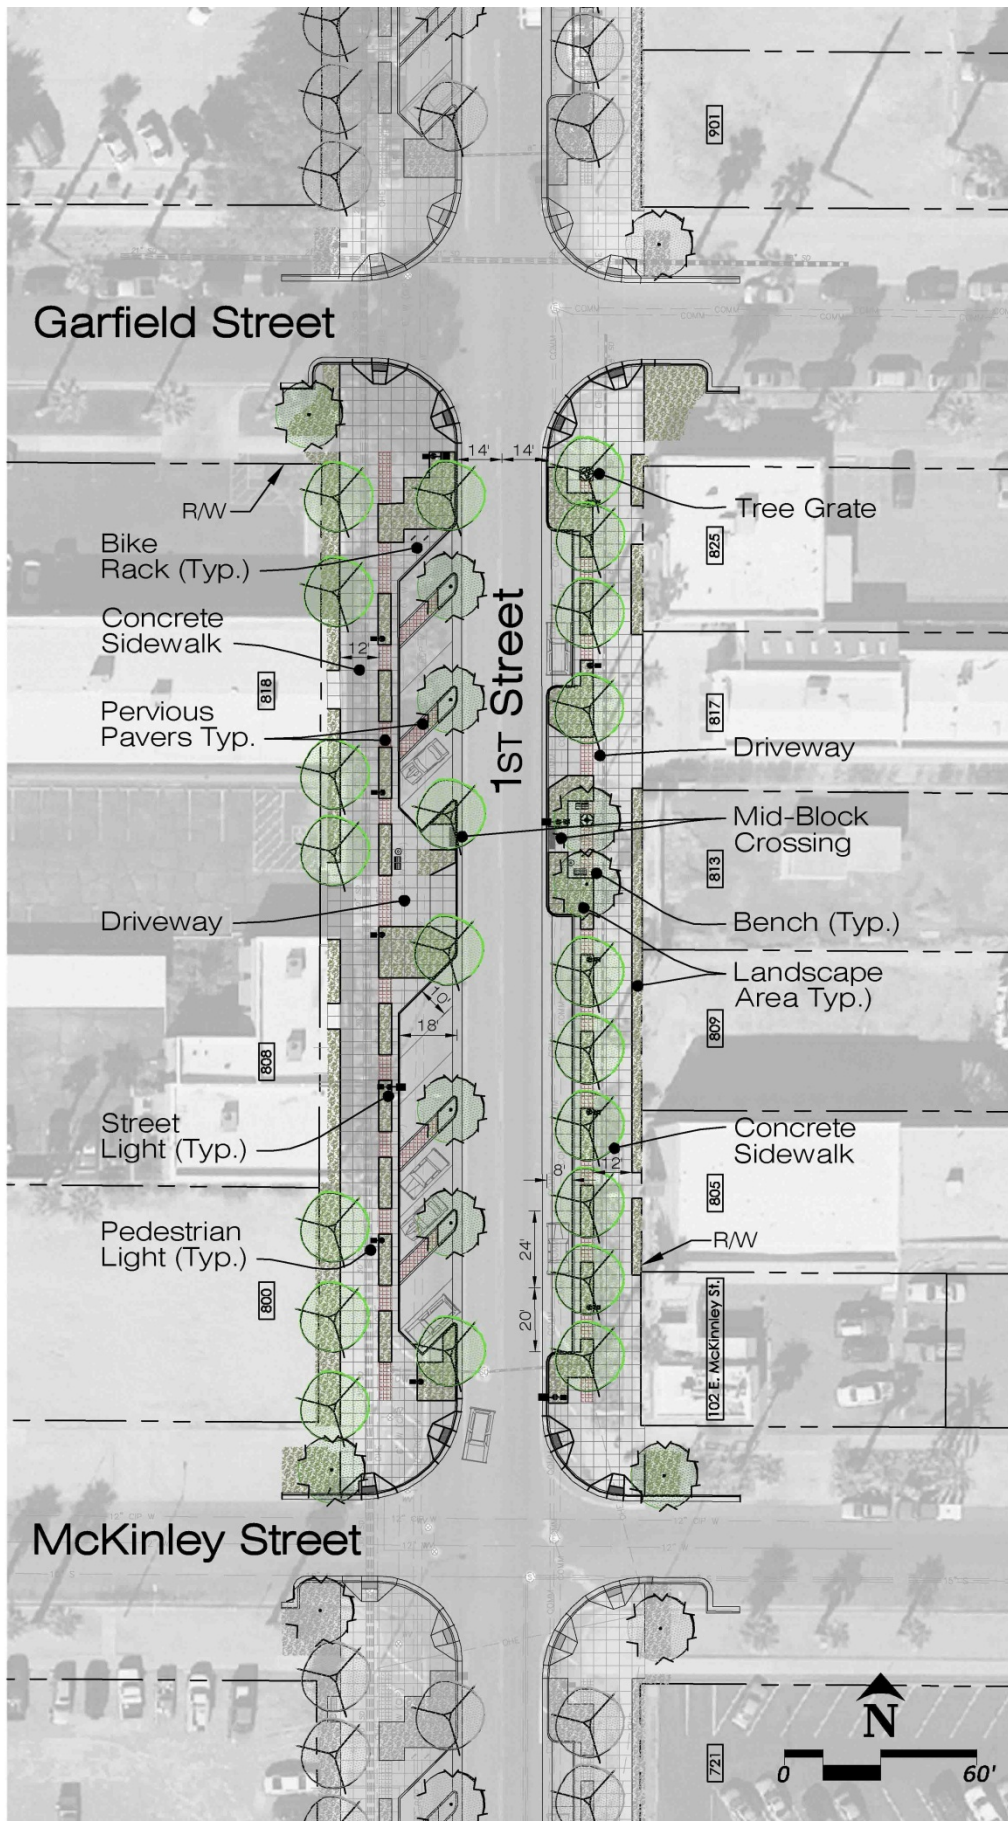 901
Garfield Street
14'
14'
R/W
Tree Grate
825
Bike
Rack (Typ.)
Concrete
Sidewalk
12'
818
1ST Street
817
Pervious
Pavers Typ.
Driveway
Mid-Block
Crossing
813
Driveway
Bench (Typ.)
Landscape
Area Typ.)
10'
18'
809
808
Street
Light (Typ.)
Concrete
Sidewalk
8'
12'
805
Pedestrian
Light (Typ.)
24'
R/W
800
20'
102 E. McKinley St.
McKinley Street
N
721
0
60'